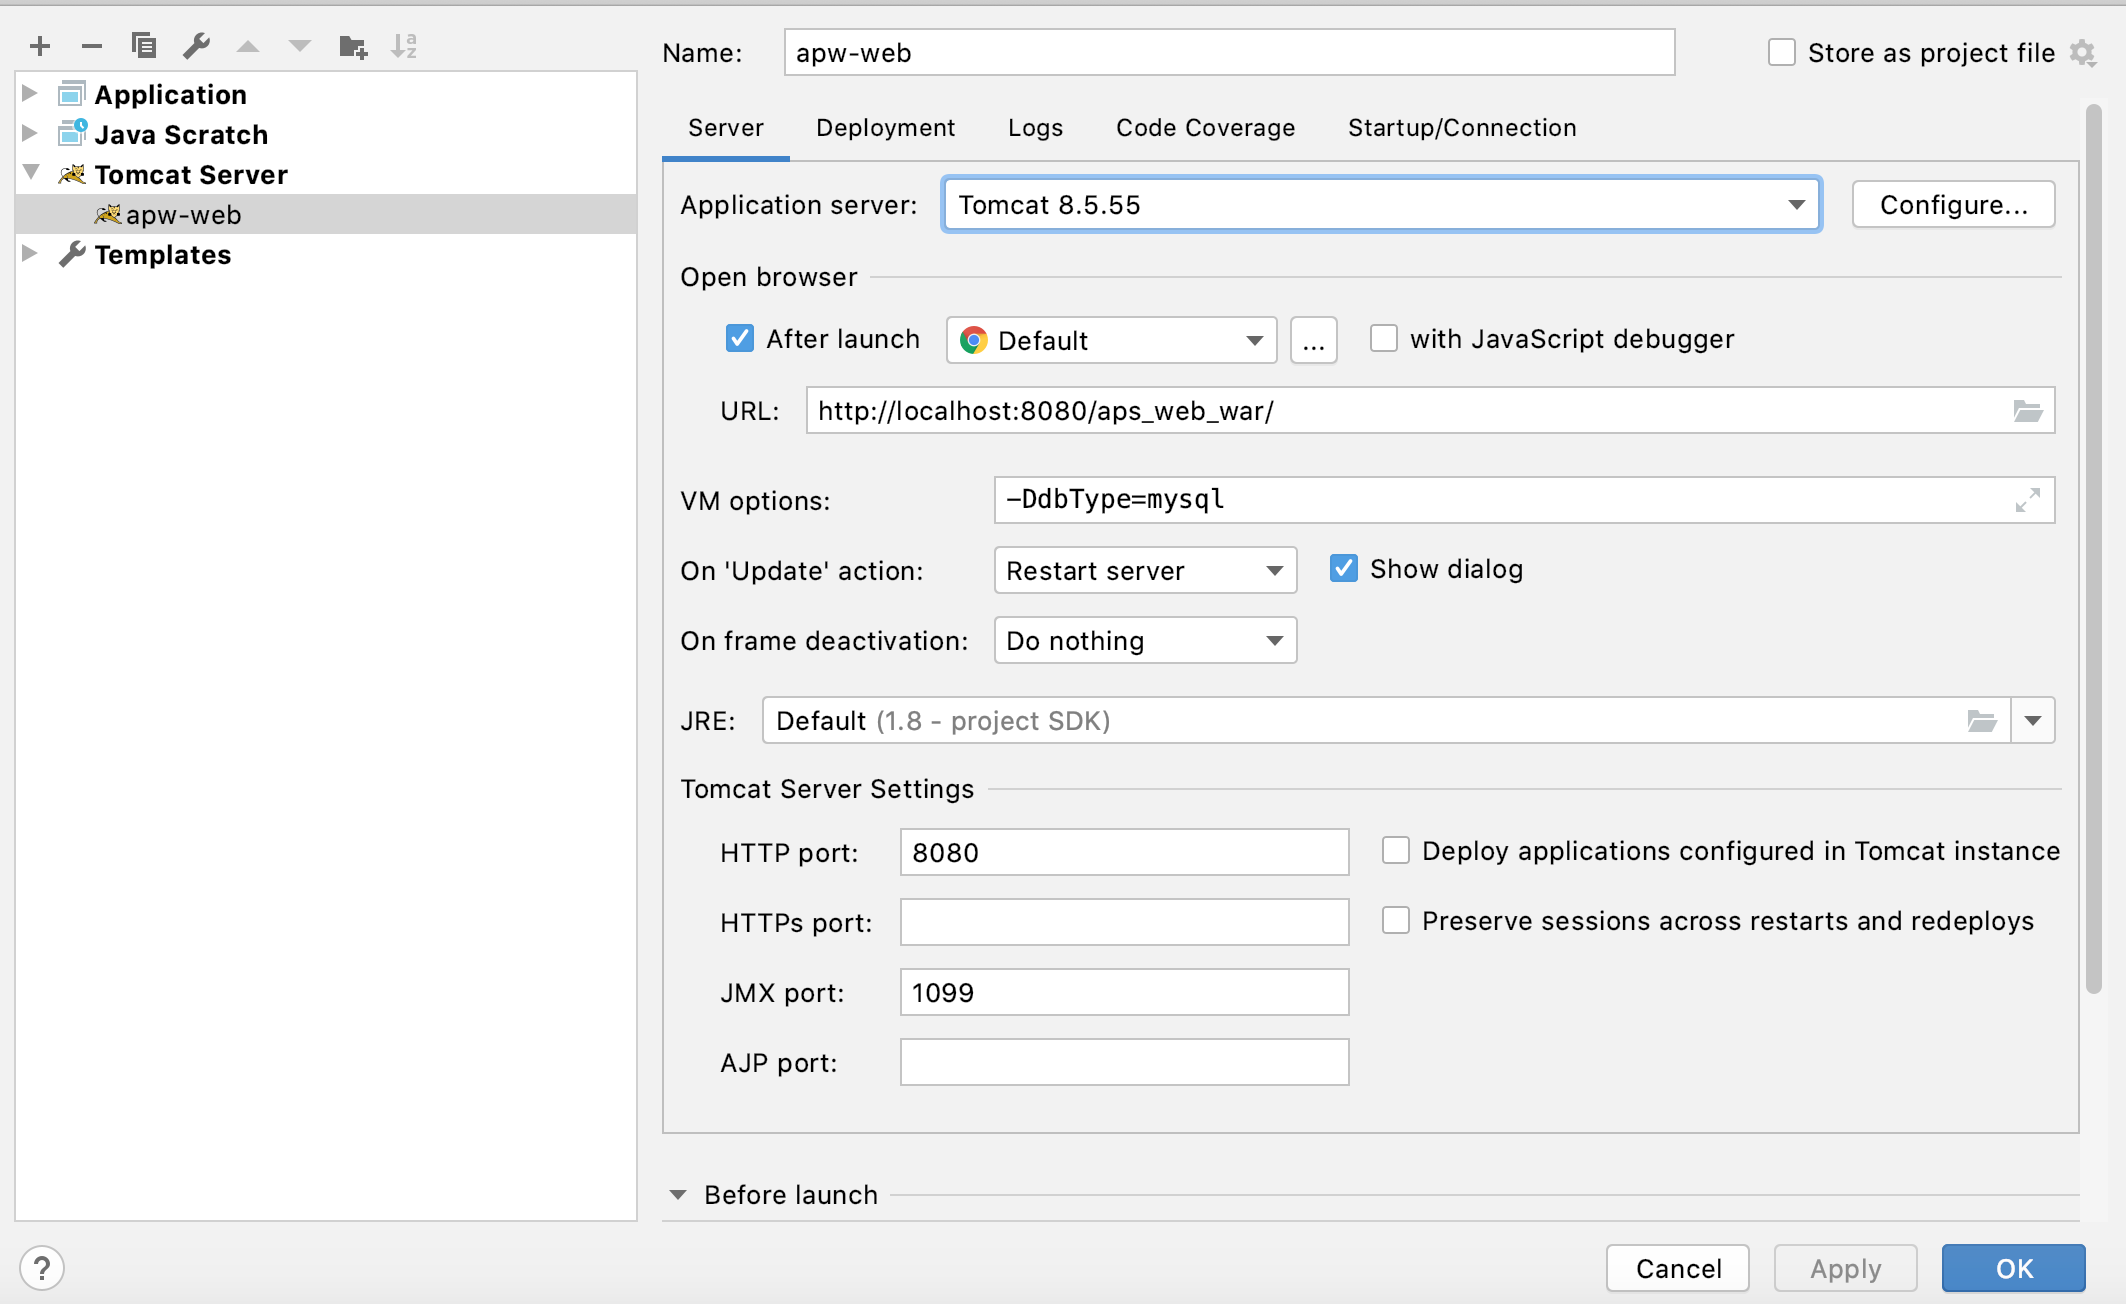 Name: apw-web Store as project file
Application
Java Scratch
Tomcat Server
apw-web
Templates
Server Deployment Logs Code Coverage Startup/Connection
Application server: Tomcat 8.5.55 Configure...
Open browser
After launch Default ... with JavaScript debugger
URL: http://localhost:8080/aps_web_war/
VM options: -DdbType=mysql
On 'Update' action: Restart server Show dialog
On frame deactivation: Do nothing
JRE: Default (1.8 - project SDK)
Tomcat Server Settings
HTTP port: 8080 Deploy applications configured in Tomcat instance
HTTPs port: Preserve sessions across restarts and redeploys
JMX port: 1099
AJP port:
Before launch
? Cancel Apply OK